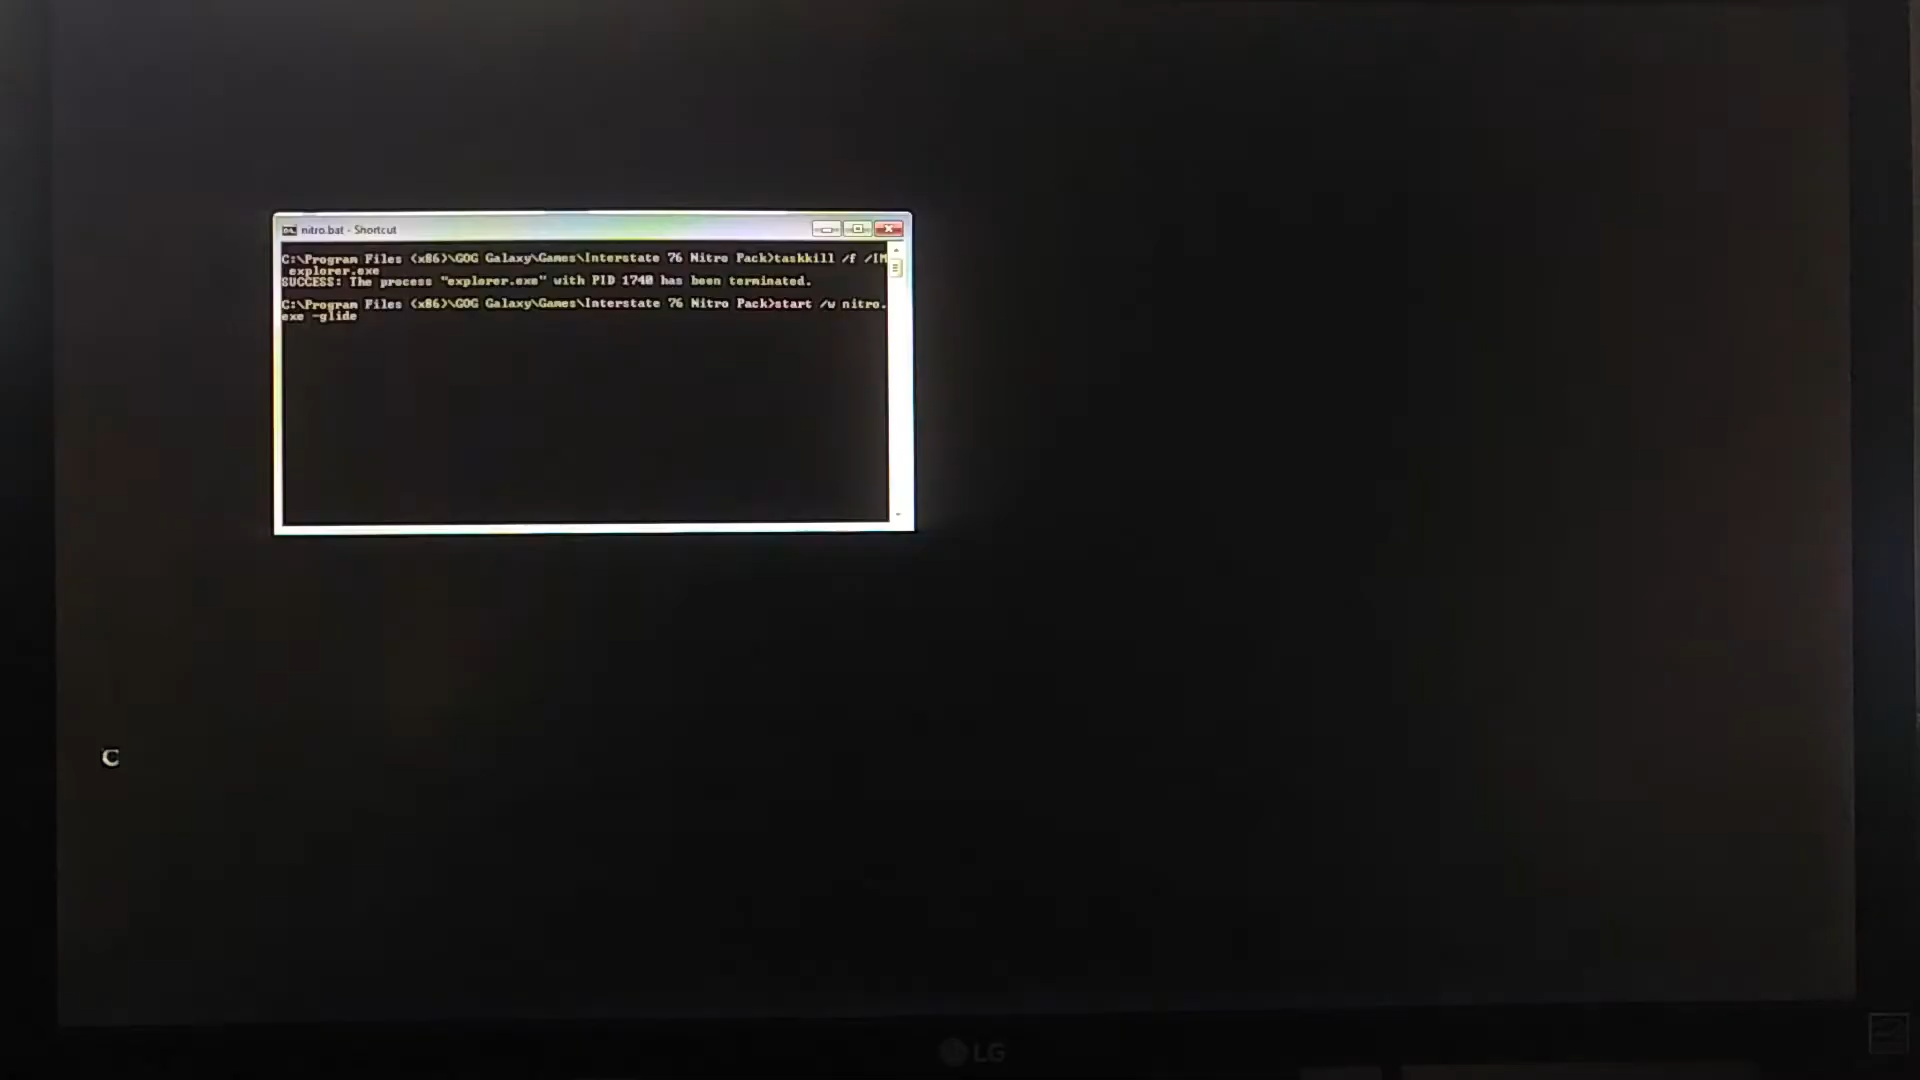 nitro.bat - Shortcut
C:\Program Files (x86)\GOG Galaxy\Games\Interstate 76 Nitro Pack>taskkill /f /IM
explorer.exe
SUCCESS: The process "explorer.exe" with PID 1740 has been terminated.
C:\Program Files (x86)\GOG Galaxy\Games\Interstate 76 Nitro Pack>start /w nitro.
exe -glide
C
LG